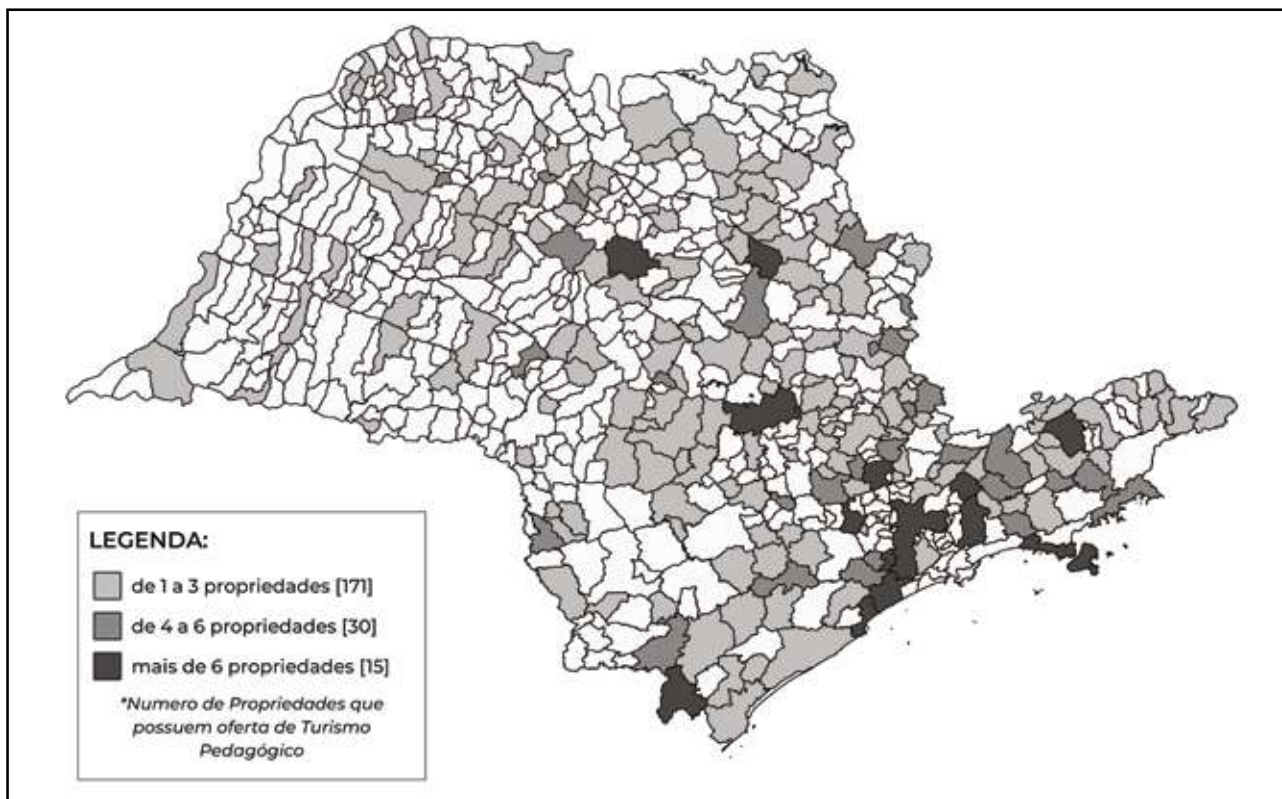 LEGENDA:
de 1 a 3 propriedades [171]
de 4 a 6 propriedades [30]
mais de 6 propriedades [15]
*Numero de Propriedades que
possuem oferta de Turismo
Pedagógico